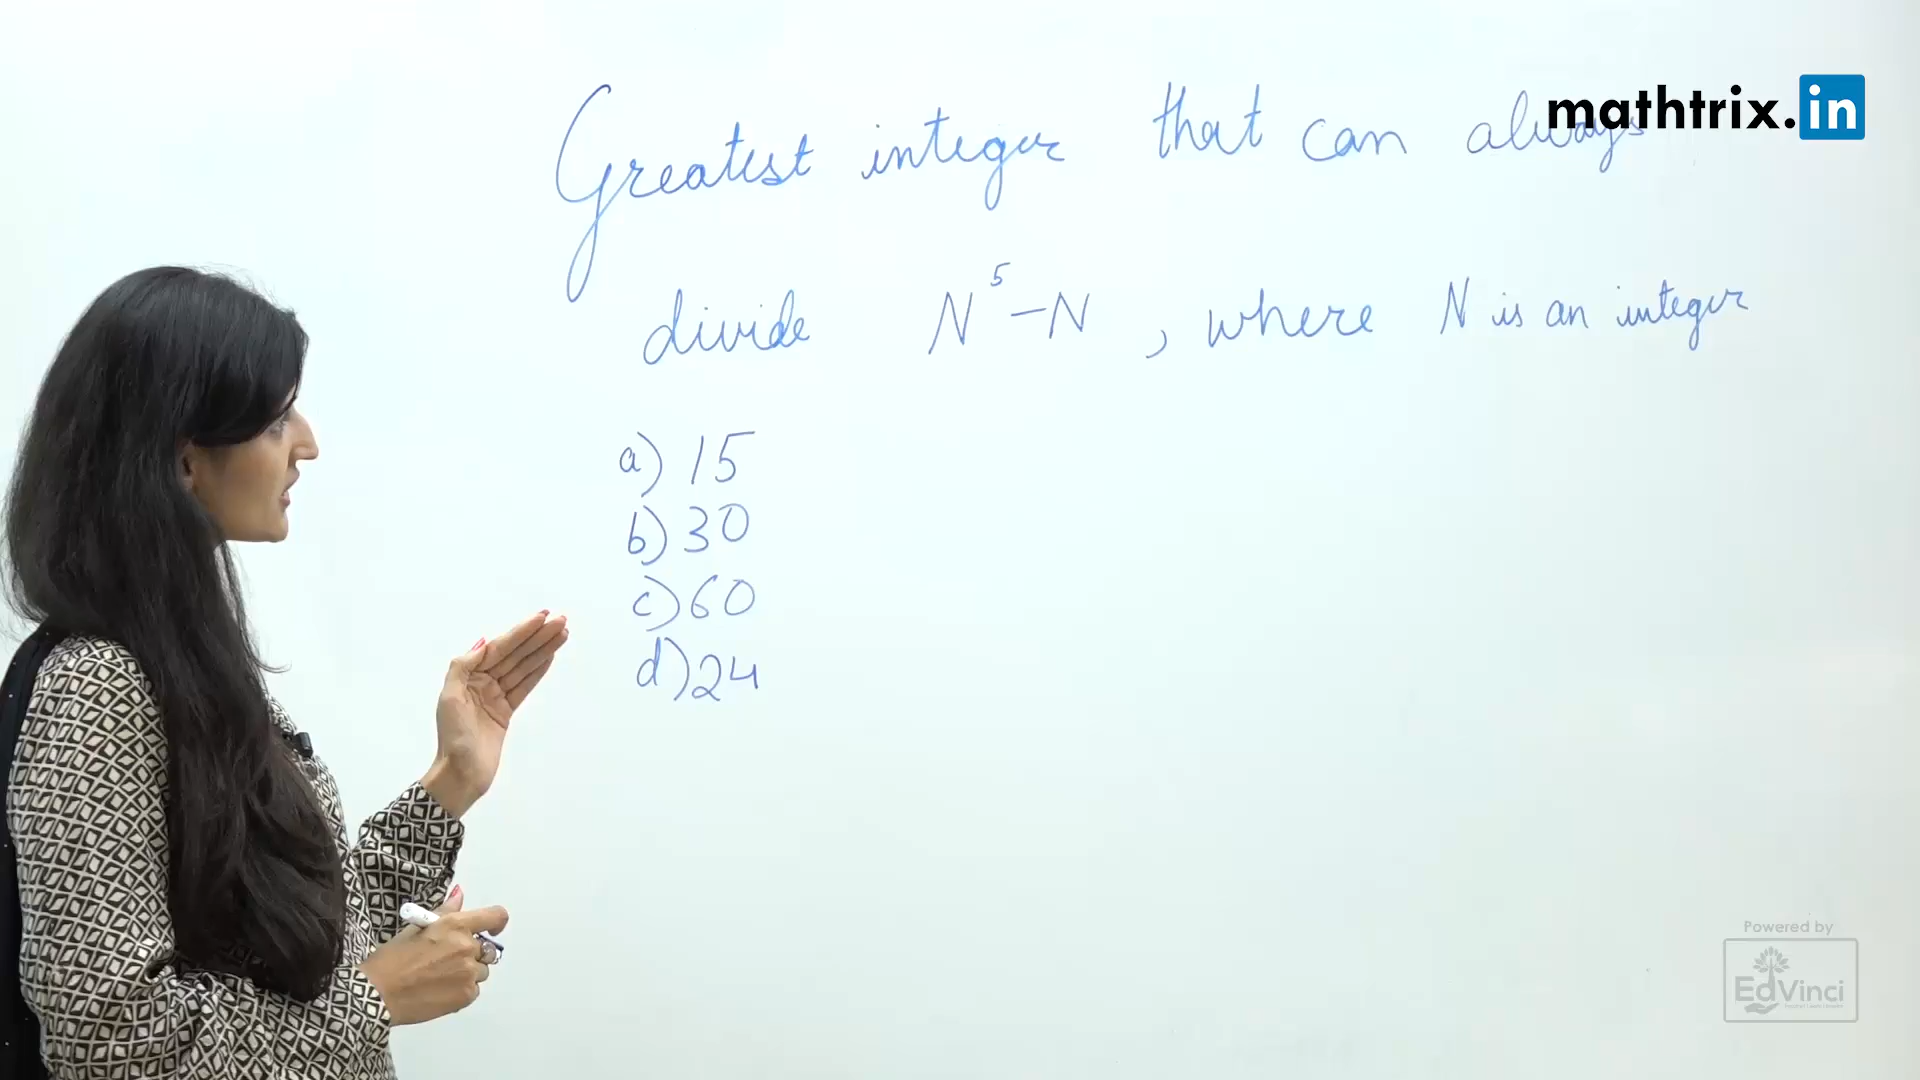 mathtrix.in
Greatest integer that can always
divide N⁵-N, where N is an integer
a) 15
b) 30
c) 60
d) 24
Powered by
EdVinci